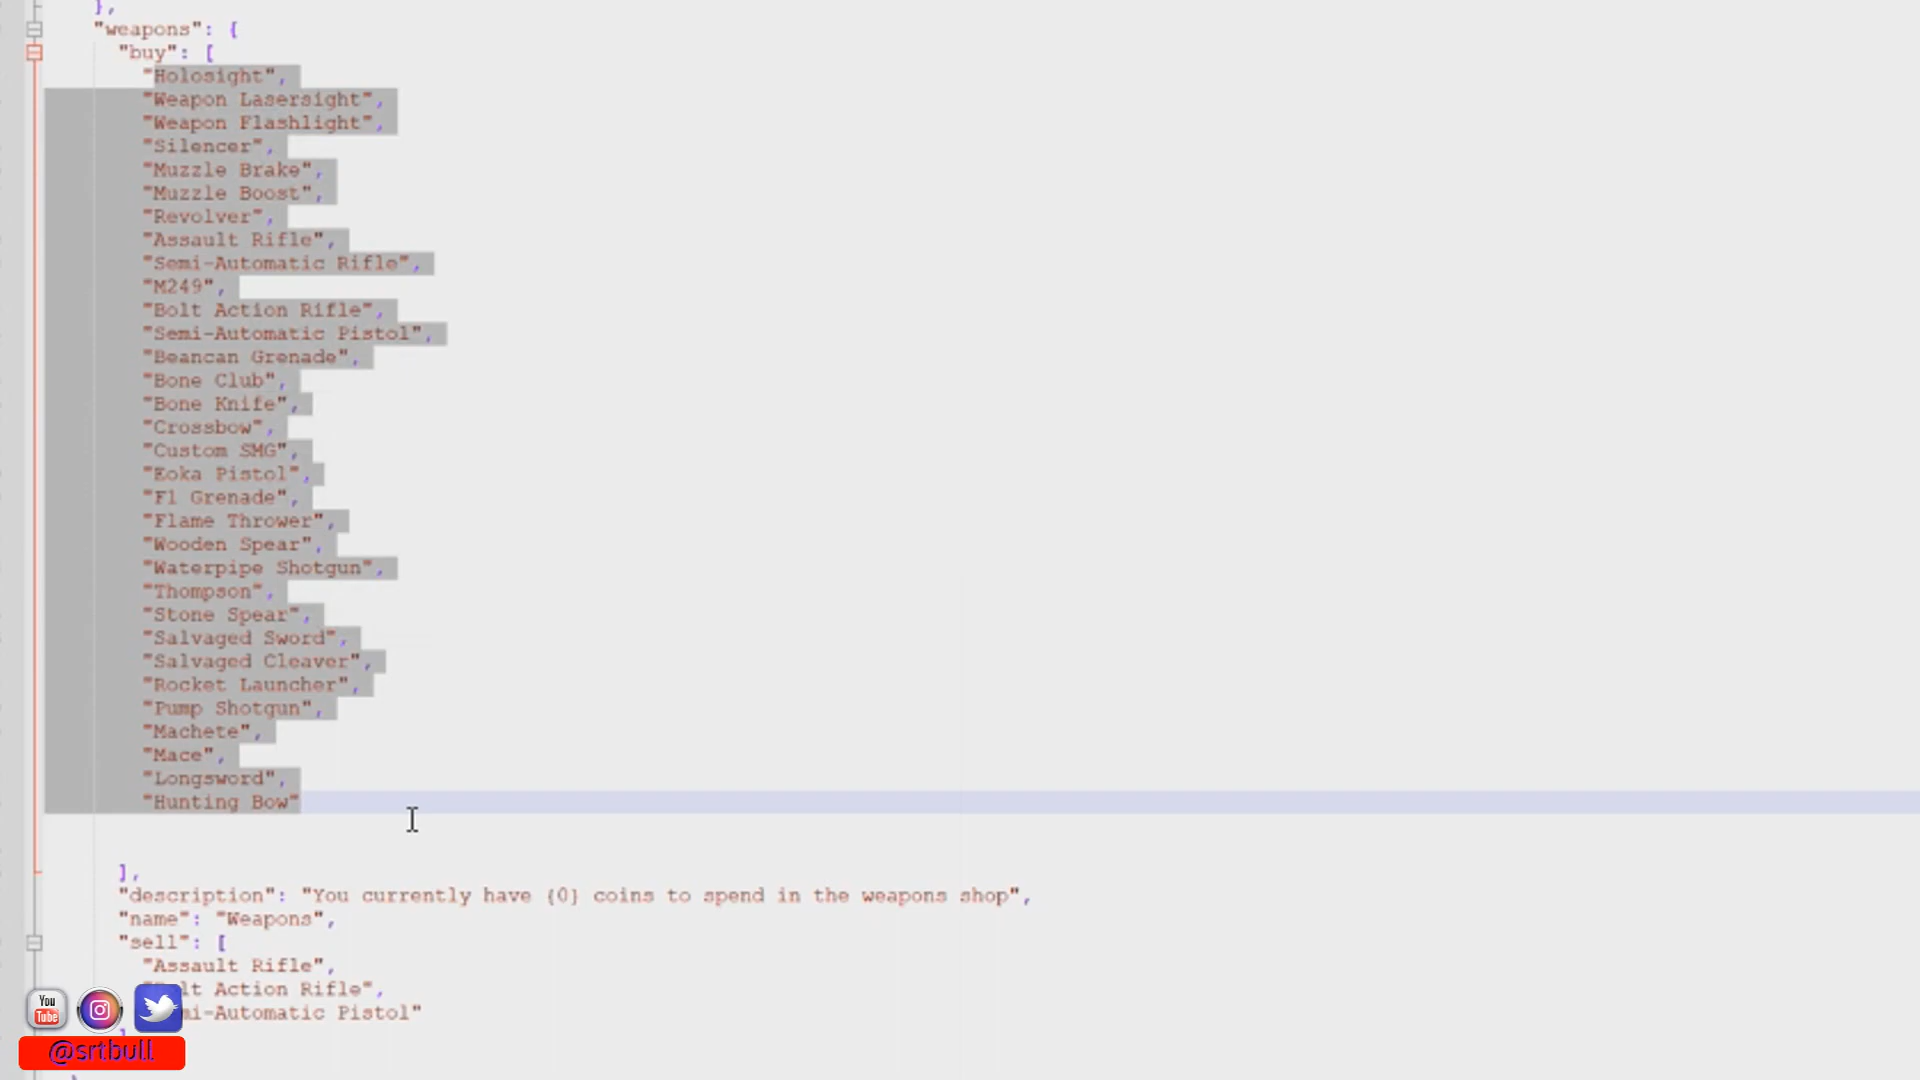 },
"weapons": {
"buy": [
"Holosight",
"Weapon Lasersight",
"Weapon Flashlight",
"Silencer",
"Muzzle Brake",
"Muzzle Boost",
"Revolver",
"Assault Rifle",
"Semi-Automatic Rifle",
"M249",
"Bolt Action Rifle",
"Semi-Automatic Pistol",
"Beancan Grenade",
"Bone Club",
"Bone Knife",
"Crossbow",
"Custom SMG",
"Eoka Pistol",
"F1 Grenade",
"Flame Thrower",
"Wooden Spear",
"Waterpipe Shotgun",
"Thompson",
"Stone Spear",
"Salvaged Sword",
"Salvaged Cleaver",
"Rocket Launcher",
"Pump Shotgun",
"Machete",
"Mace",
"Longsword",
"Hunting Bow"
],
"description": "You currently have {0} coins to spend in the weapons shop",
"name": "Weapons",
"sell": [
"Assault Rifle",
Action Rifle",
mi-Automatic Pistol"
You Tube
@srtbull